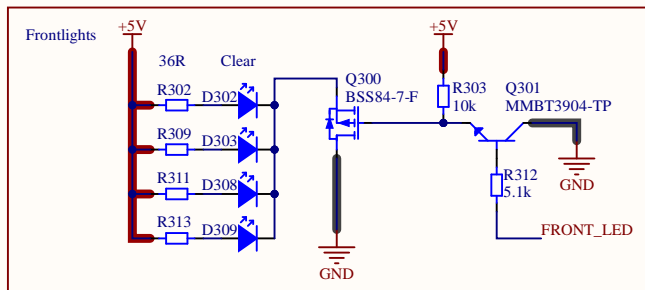 Frontlights
+5V
36R
Clear
R302
D302
R309
D303
R311
D308
R313
D309
Q300
BSS84-7-F
GND
+5V
R303
10k
Q301
MMBT3904-TP
R312
5.1k
GND
FRONT_LED